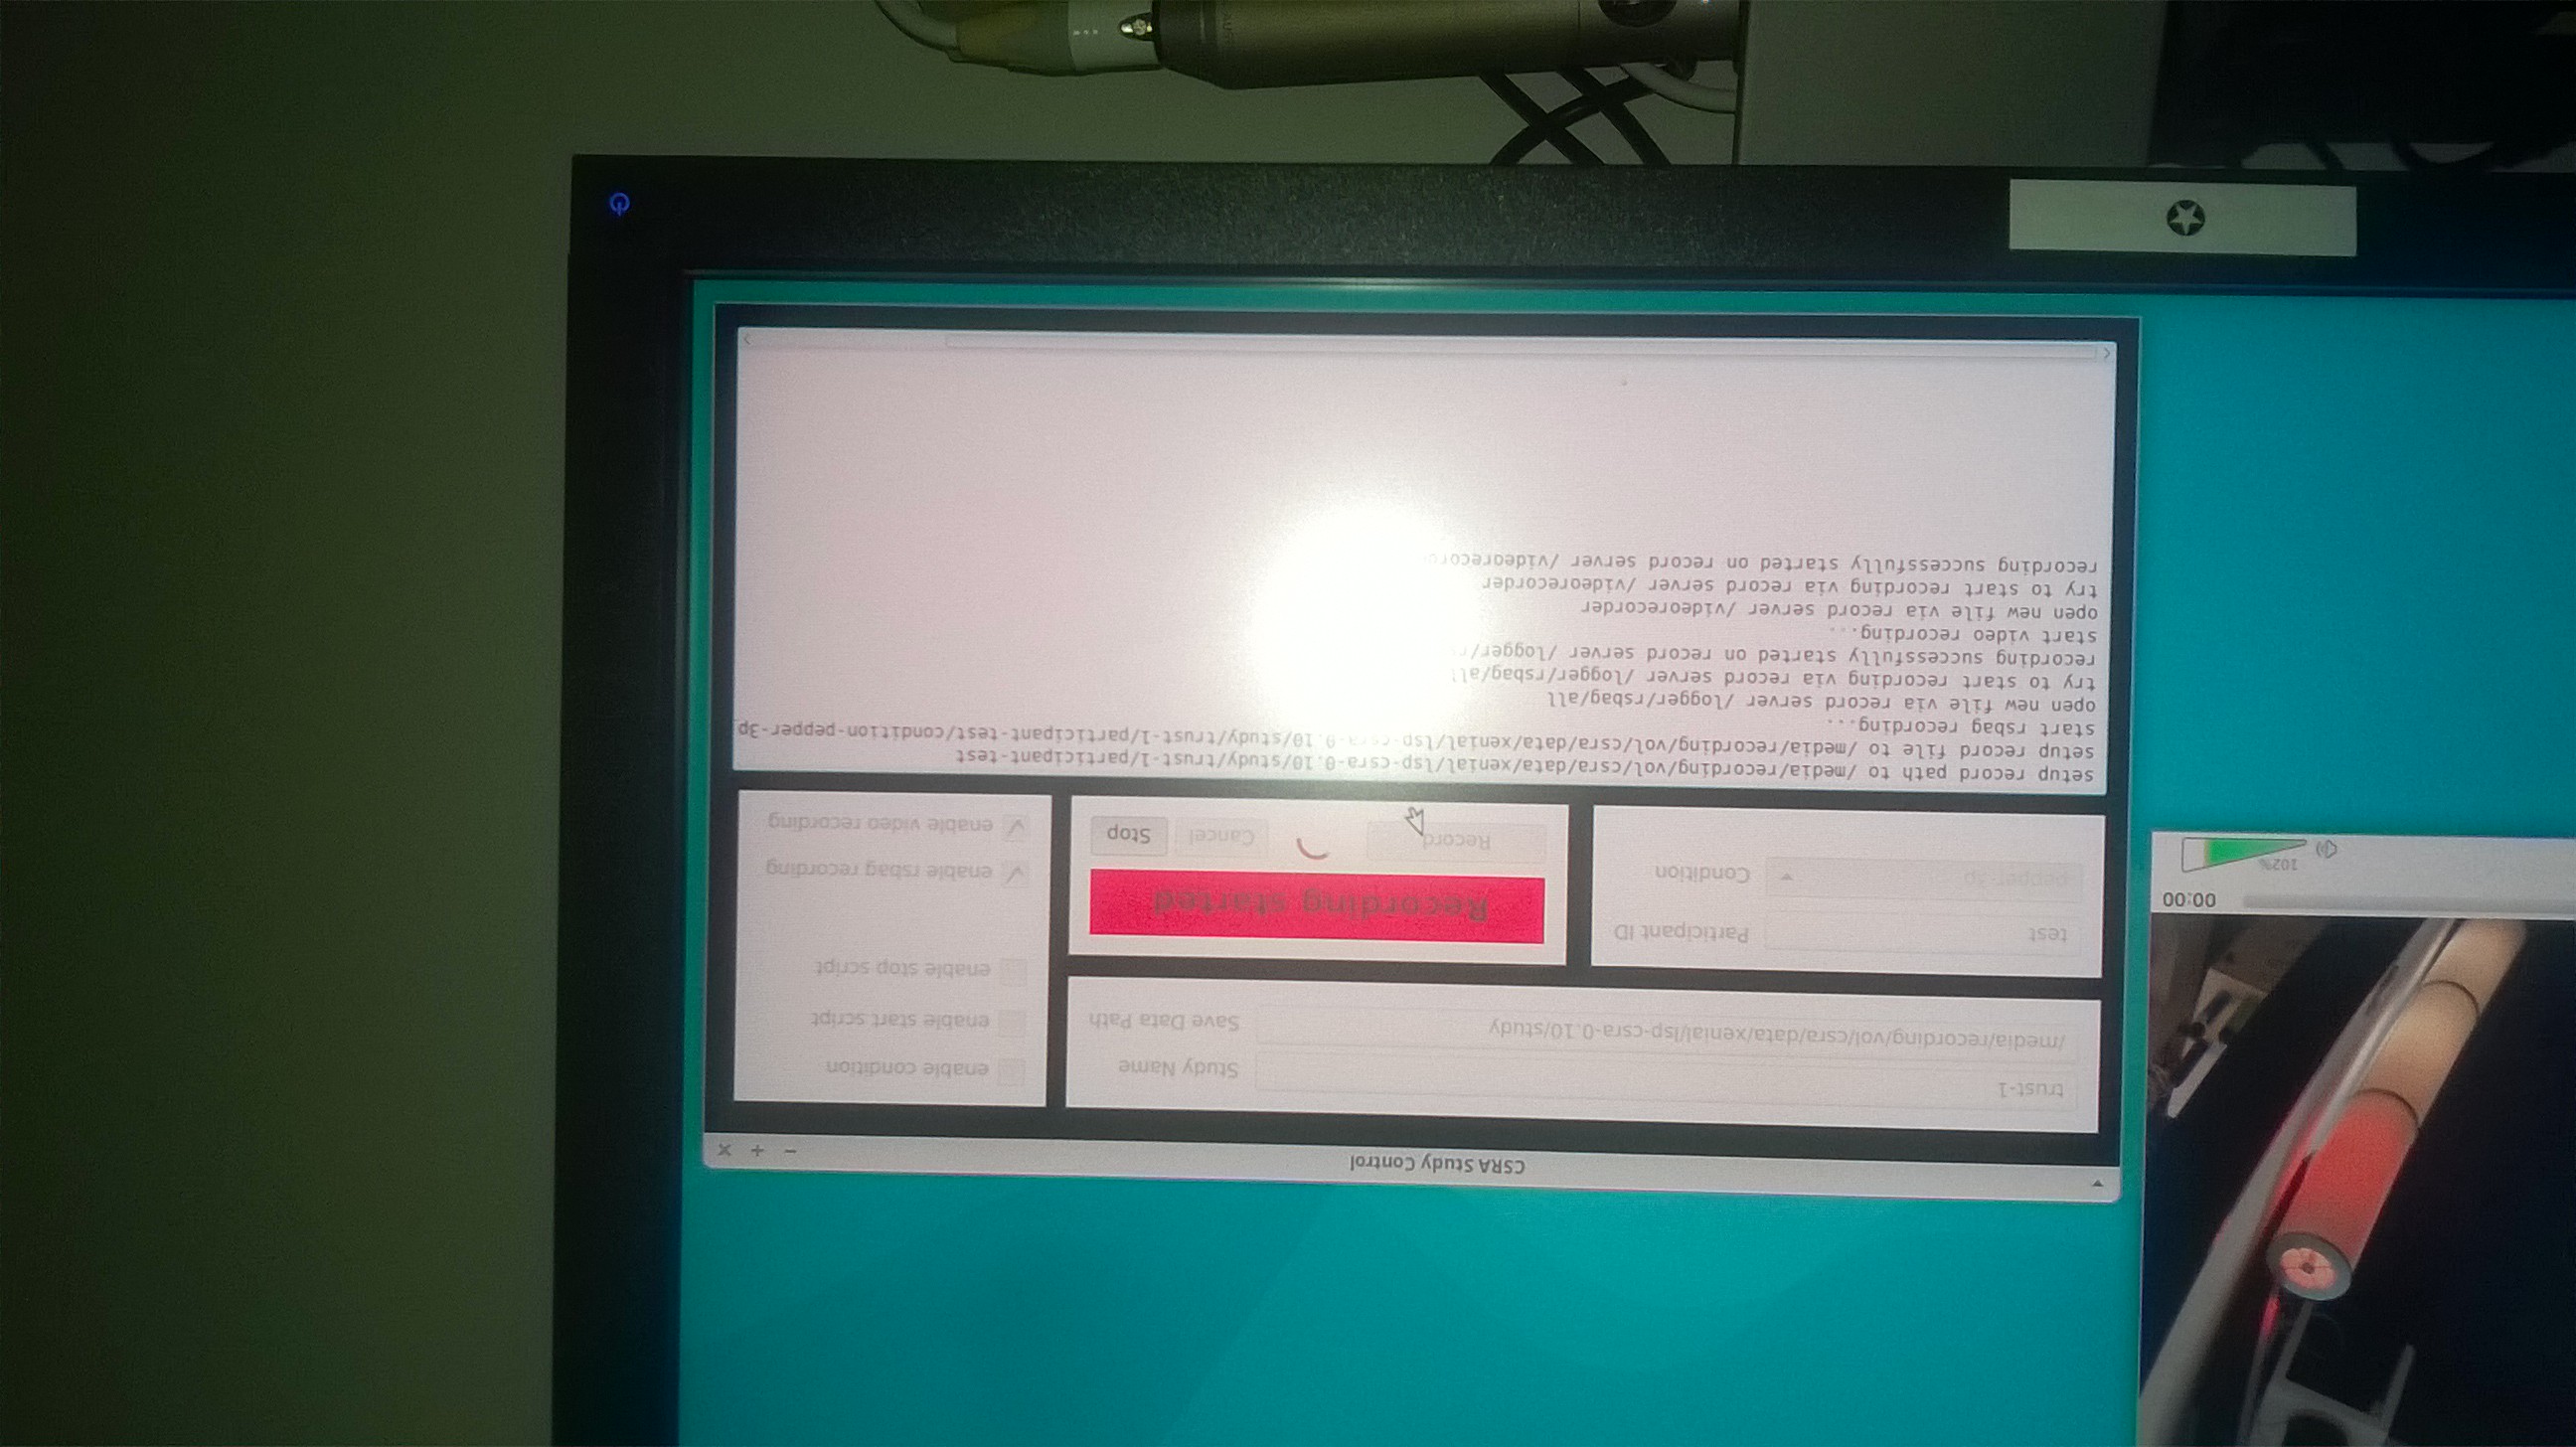 CSRA Study Control
trust-1
Study Name
/media/recording/vol/csra/data/xenial/lsp-csra-0.10/study
Save Data Path
enable condition
enable start script
enable stop script
enable rsbag recording
enable video recording
test
Participant ID
pepper-3p
Condition
Recording started
Record
Cancel
Stop
00:00
102%
setup record path to /media/recording/vol/csra/data/xenial/lsp-csra-0.10/study/trust-1/participant-test
setup record file to /media/recording/vol/csra/data/xenial/lsp-csra-0.10/study/trust-1/participant-test/condition-pepper-3p
start rsbag recording...
open new file via record server /logger/rsbag/all
try to start recording via record server /logger/rsbag/all
recording successfully started on record server /logger/
start video recording...
open new file via record server /videorecorder
try to start recording via record server /videorecorder
recording successfully started on record server /videorecor